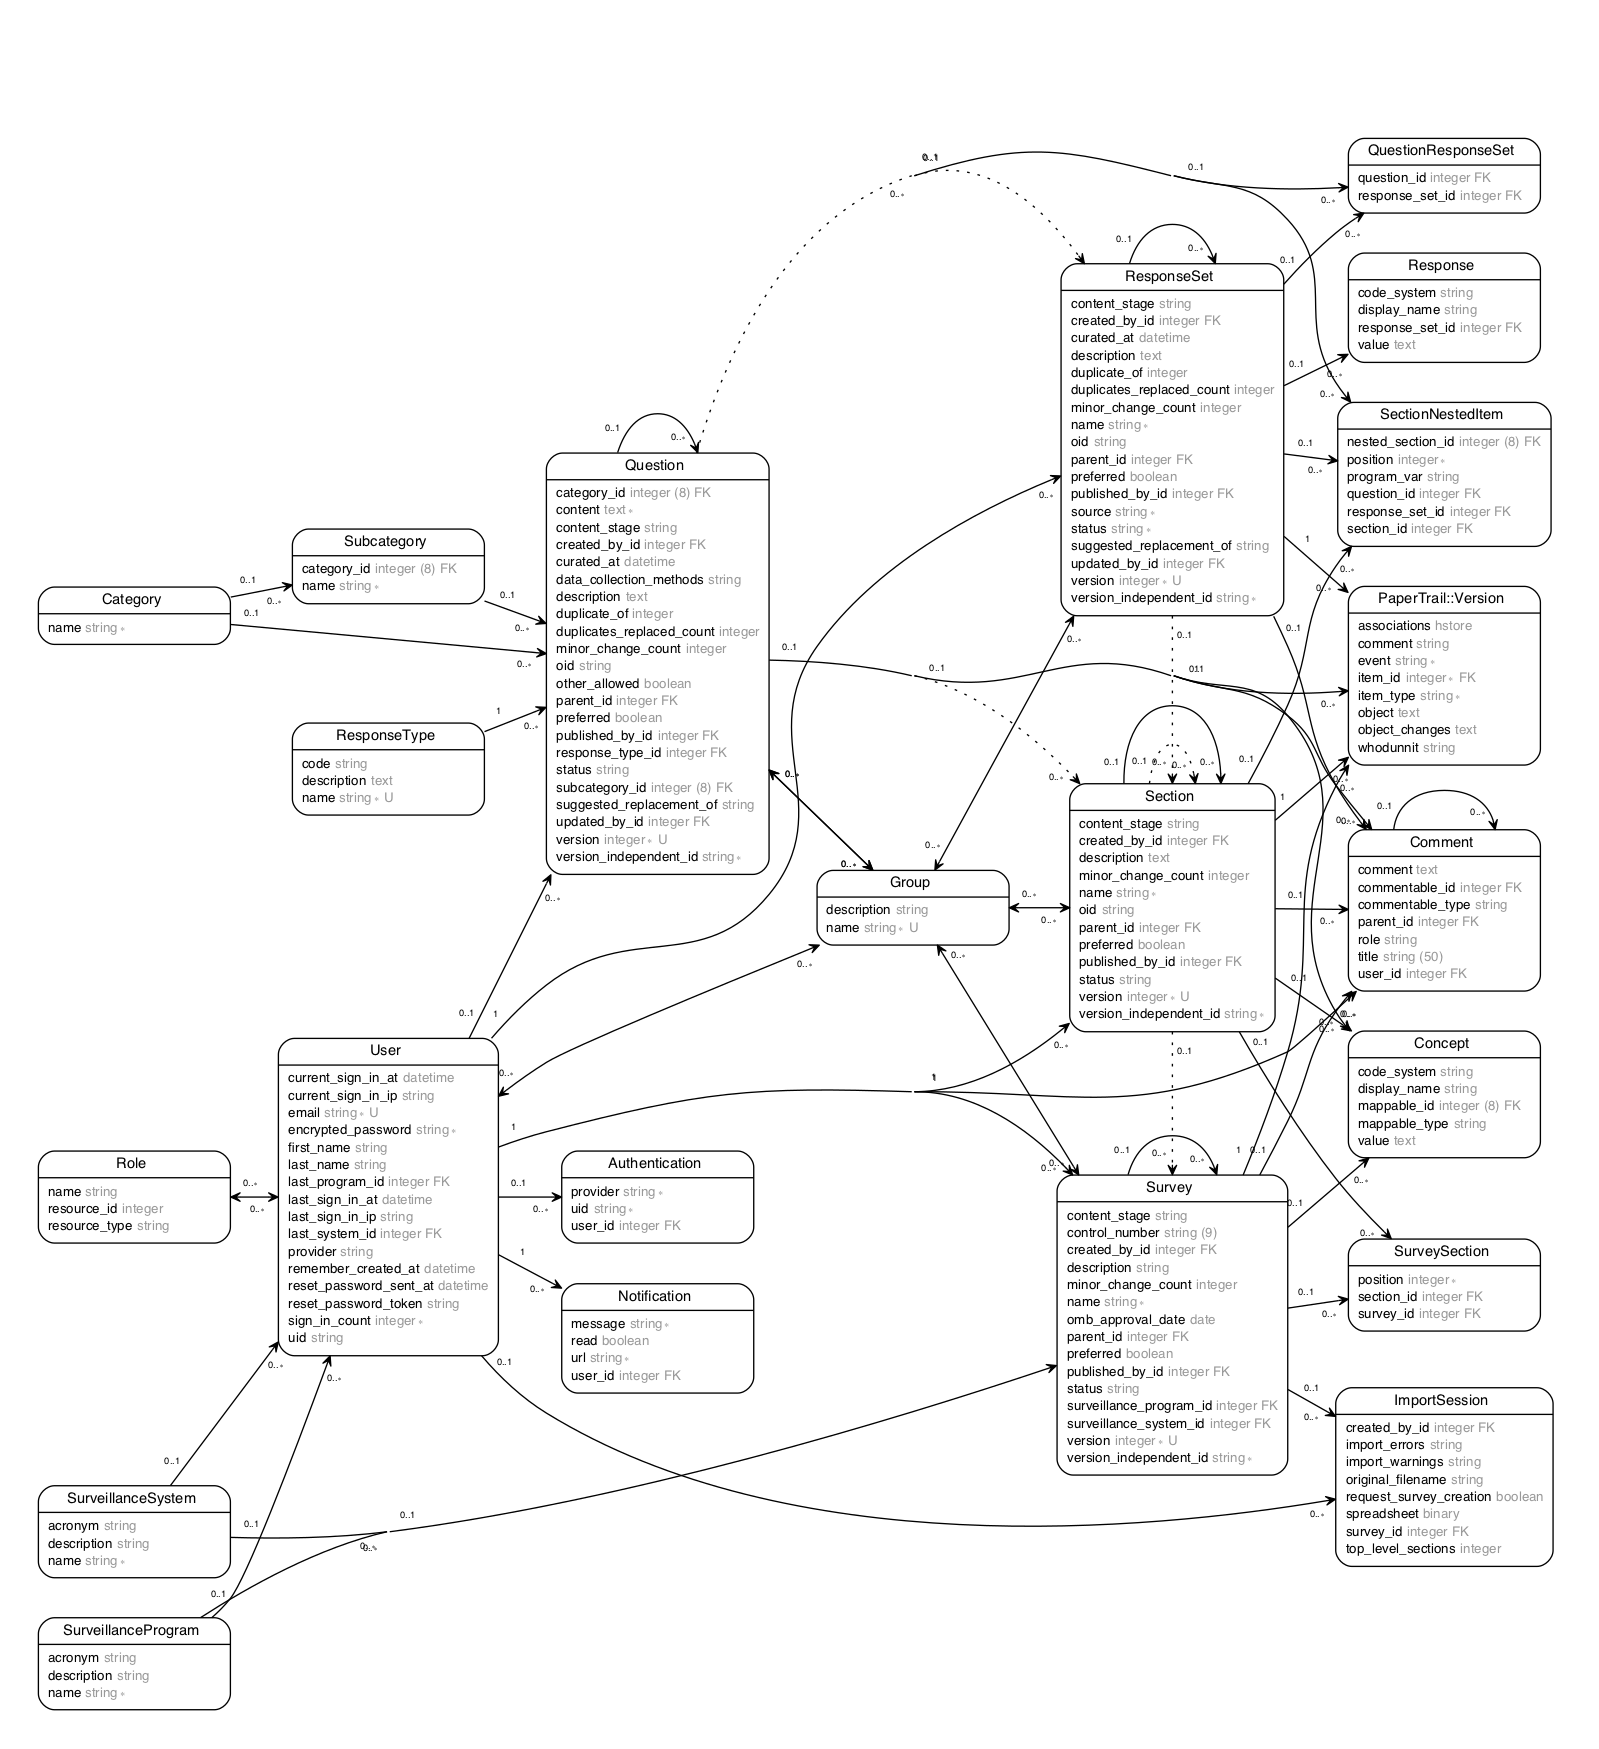 QuestionResponseSet
question_id integer FK
response_set_id integer FK
Response
code_system string
display_name string
response_set_id integer FK
value text
ResponseSet
content_stage string
created_by_id integer FK
curated_at datetime
description text
duplicate_of integer
duplicates_replaced_count integer
minor_change_count integer
name string∗
oid string
parent_id integer FK
preferred boolean
published_by_id integer FK
source string∗
status string∗
suggested_replacement_of string
updated_by_id integer FK
version integer∗ U
version_independent_id string∗
SectionNestedItem
nested_section_id integer (8) FK
position integer∗
program_var string
question_id integer FK
response_set_id integer FK
section_id integer FK
Question
category_id integer (8) FK
content text∗
content_stage string
created_by_id integer FK
curated_at datetime
data_collection_methods string
description text
duplicate_of integer
duplicates_replaced_count integer
minor_change_count integer
oid string
other_allowed boolean
parent_id integer FK
preferred boolean
published_by_id integer FK
response_type_id integer FK
status string
subcategory_id integer (8) FK
suggested_replacement_of string
updated_by_id integer FK
version integer∗ U
version_independent_id string∗
Subcategory
category_id integer (8) FK
name string∗
Category
name string∗
ResponseType
code string
description text
name string∗ U
PaperTrail::Version
associations hstore
comment string
event string∗
item_id integer∗ FK
item_type string∗
object text
object_changes text
whodunnit string
Section
content_stage string
created_by_id integer FK
description text
minor_change_count integer
name string∗
oid string
parent_id integer FK
preferred boolean
published_by_id integer FK
status string
version integer∗ U
version_independent_id string∗
Group
description string
name string∗ U
Comment
comment text
commentable_id integer FK
commentable_type string
parent_id integer FK
role string
title string (50)
user_id integer FK
User
current_sign_in_at datetime
current_sign_in_ip string
email string∗ U
encrypted_password string∗
first_name string
last_name string
last_program_id integer FK
last_sign_in_at datetime
last_sign_in_ip string
last_system_id integer FK
provider string
remember_created_at datetime
reset_password_sent_at datetime
reset_password_token string
sign_in_count integer∗
uid string
Concept
code_system string
display_name string
mappable_id integer (8) FK
mappable_type string
value text
Role
name string
resource_id integer
resource_type string
Authentication
provider string∗
uid string∗
user_id integer FK
Notification
message string∗
read boolean
url string∗
user_id integer FK
Survey
content_stage string
control_number string (9)
created_by_id integer FK
description string
minor_change_count integer
name string∗
omb_approval_date date
parent_id integer FK
preferred boolean
published_by_id integer FK
status string
surveillance_program_id integer FK
surveillance_system_id integer FK
version integer∗ U
version_independent_id string∗
SurveySection
position integer∗
section_id integer FK
survey_id integer FK
ImportSession
created_by_id integer FK
import_errors string
import_warnings string
original_filename string
request_survey_creation boolean
spreadsheet binary
survey_id integer FK
top_level_sections integer
SurveillanceSystem
acronym string
description string
name string∗
SurveillanceProgram
acronym string
description string
name string∗